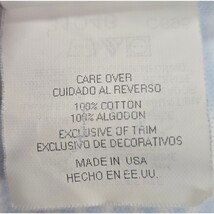 CARE OVER
CUIDADO AL REVERSO
100% COTTON
100% ALGODON
EXCLUSIVE OF TRIM
EXCLUSIVO DE DECORATIVOS
MADE IN USA
HECHO EN EE.UU.